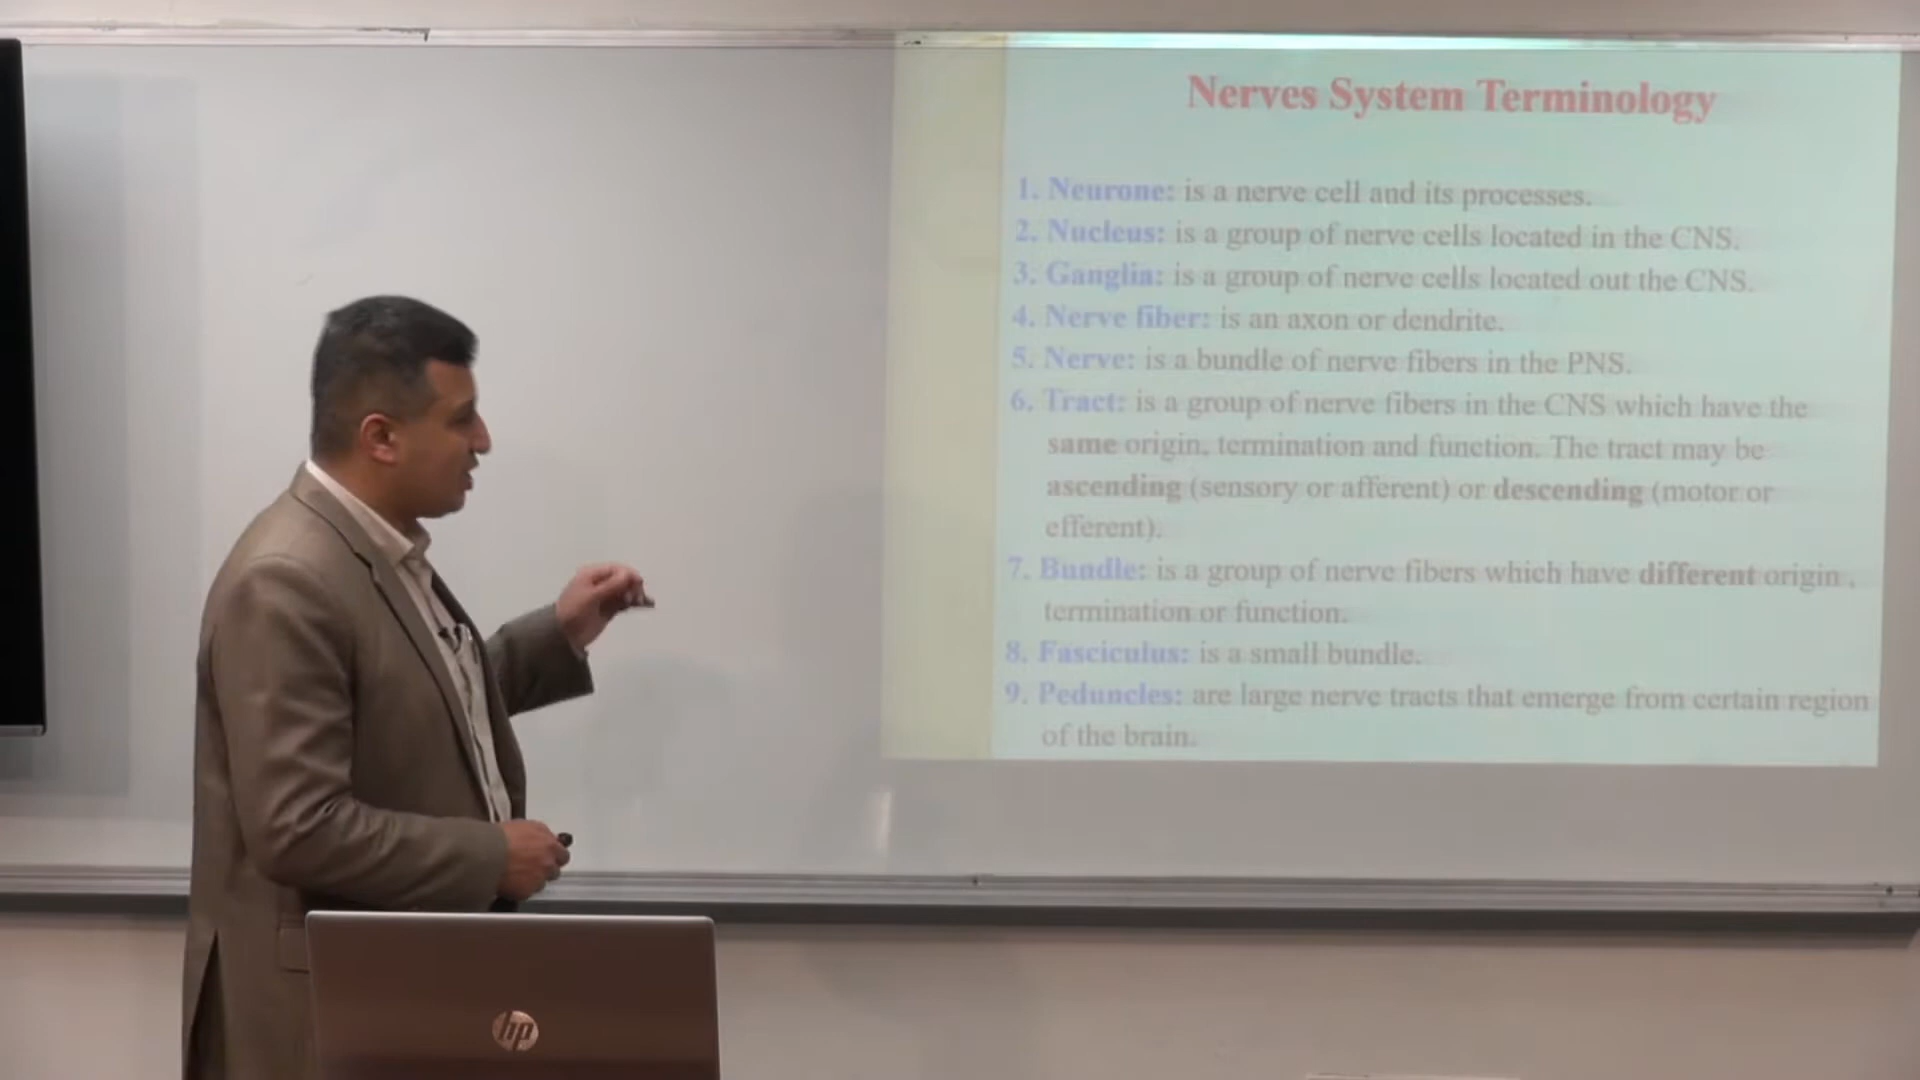 Nerves System Terminology
1. Neurone: is a nerve cell and its processes.
2. Nucleus: is a group of nerve cells located in the CNS.
3. Ganglia: is a group of nerve cells located out the CNS.
4. Nerve fiber: is an axon or dendrite.
5. Nerve: is a bundle of nerve fibers in the PNS.
6. Tract: is a group of nerve fibers in the CNS which have the
same origin, termination and function. The tract may be
ascending (sensory or afferent) or descending (motor or
efferent).
7. Bundle: is a group of nerve fibers which have different origin ,
termination or function.
8. Fasciculus: is a small bundle.
9. Peduncles: are large nerve tracts that emerge from certain region
of the brain.
hp